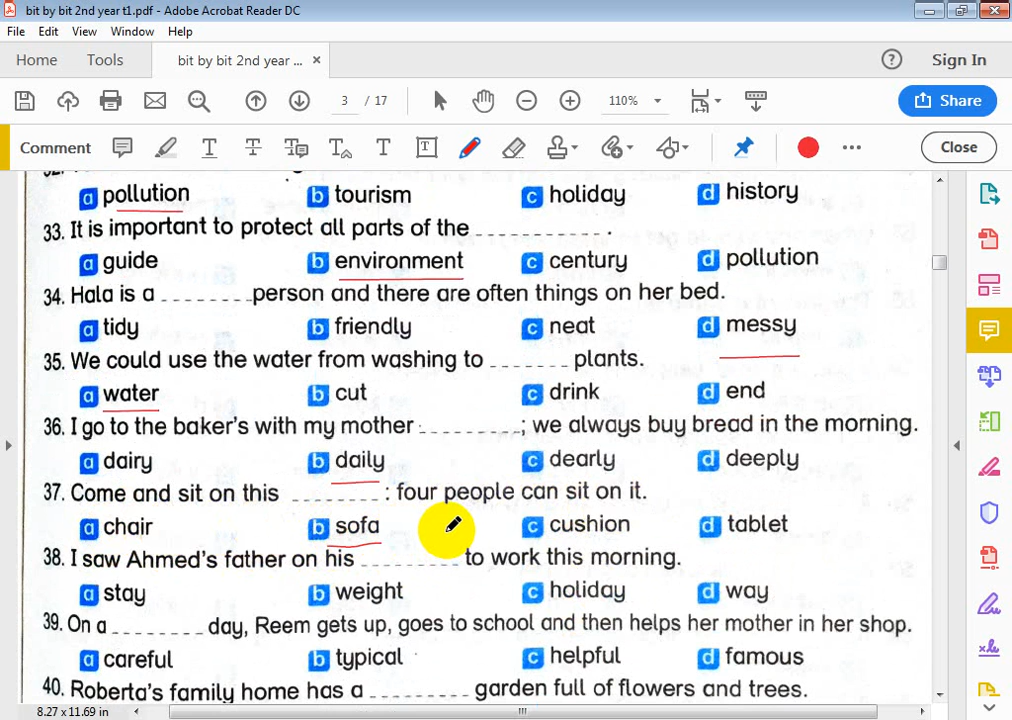 bit by bit 2nd year t1.pdf - Adobe Acrobat Reader DC
File Edit View Window Help
Home Tools bit by bit 2nd year ... × Sign In
3 / 17 110% Share
Comment Close
a pollution b tourism c holiday d history
33. It is important to protect all parts of the ____________ .
a guide b environment c century d pollution
34. Hala is a _________ person and there are often things on her bed.
a tidy b friendly c neat d messy
35. We could use the water from washing to ________ plants.
a water b cut c drink d end
36. I go to the baker's with my mother __________ ; we always buy bread in the morning.
a dairy b daily c dearly d deeply
37. Come and sit on this _________ : four people can sit on it.
a chair b sofa c cushion d tablet
38. I saw Ahmed's father on his __________ to work this morning.
a stay b weight c holiday d way
39. On a _________ day, Reem gets up, goes to school and then helps her mother in her shop.
a careful b typical c helpful d famous
40. Roberta's family home has a __________ garden full of flowers and trees.
8.27 x 11.69 in